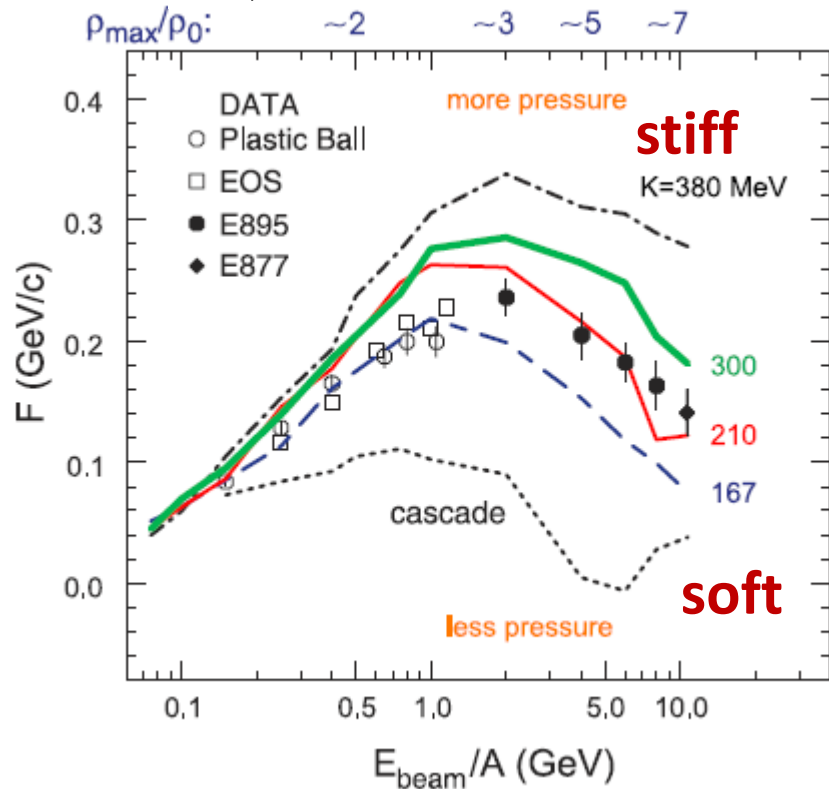 ρmax/ρ0: ~2 ~3 ~5 ~7
0.4
DATA
more pressure
Plastic Ball
stiff
EOS
K=380 MeV
0.3
E895
E877
F (GeV/c)
0.2
300
210
0.1
167
cascade
0.0
soft
less pressure
0,1 0,5 1,0 5,0 10,0
Ebeam/A (GeV)